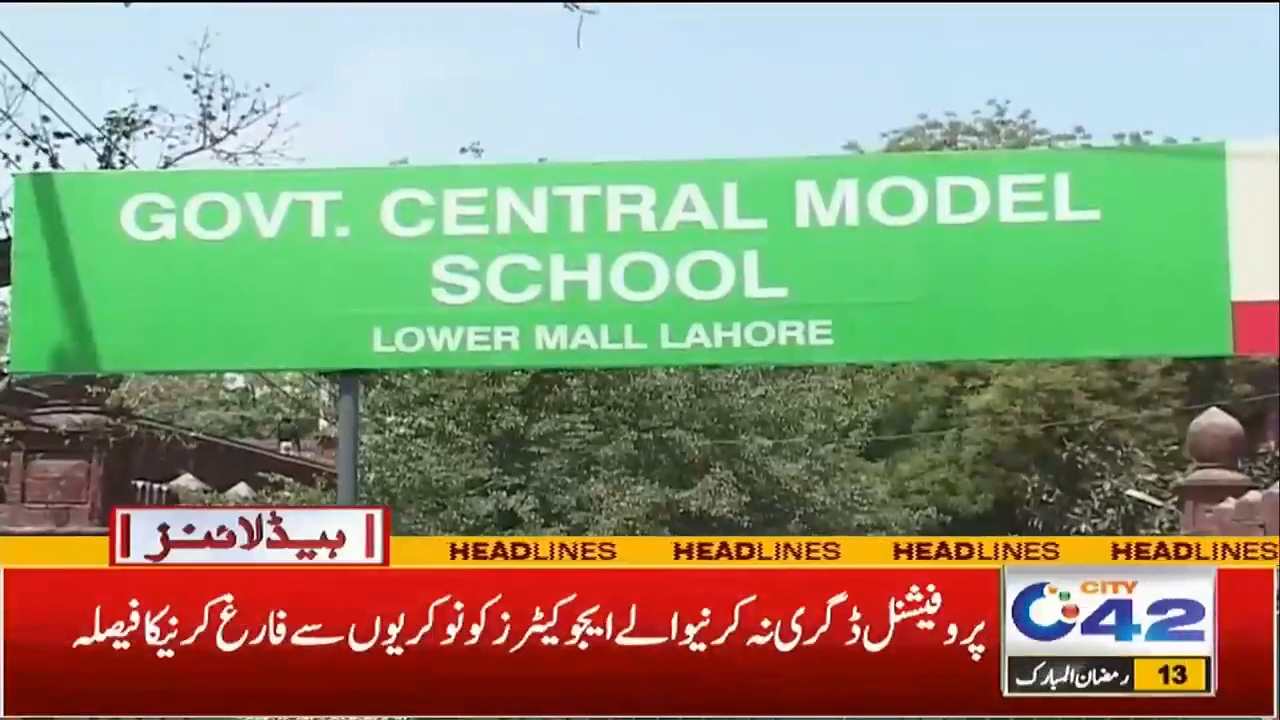 GOVT. CENTRAL MODEL
SCHOOL
LOWER MALL LAHORE
ہیڈلائنز
HEADLINES HEADLINES HEADLINES HEADLINES
پروفیشنل ڈگری نہ کرنیوالے ایجوکیٹرز کو نوکریوں سے فارغ کرنیکا فیصلہ
CITY
42
رمضان المبارک 13